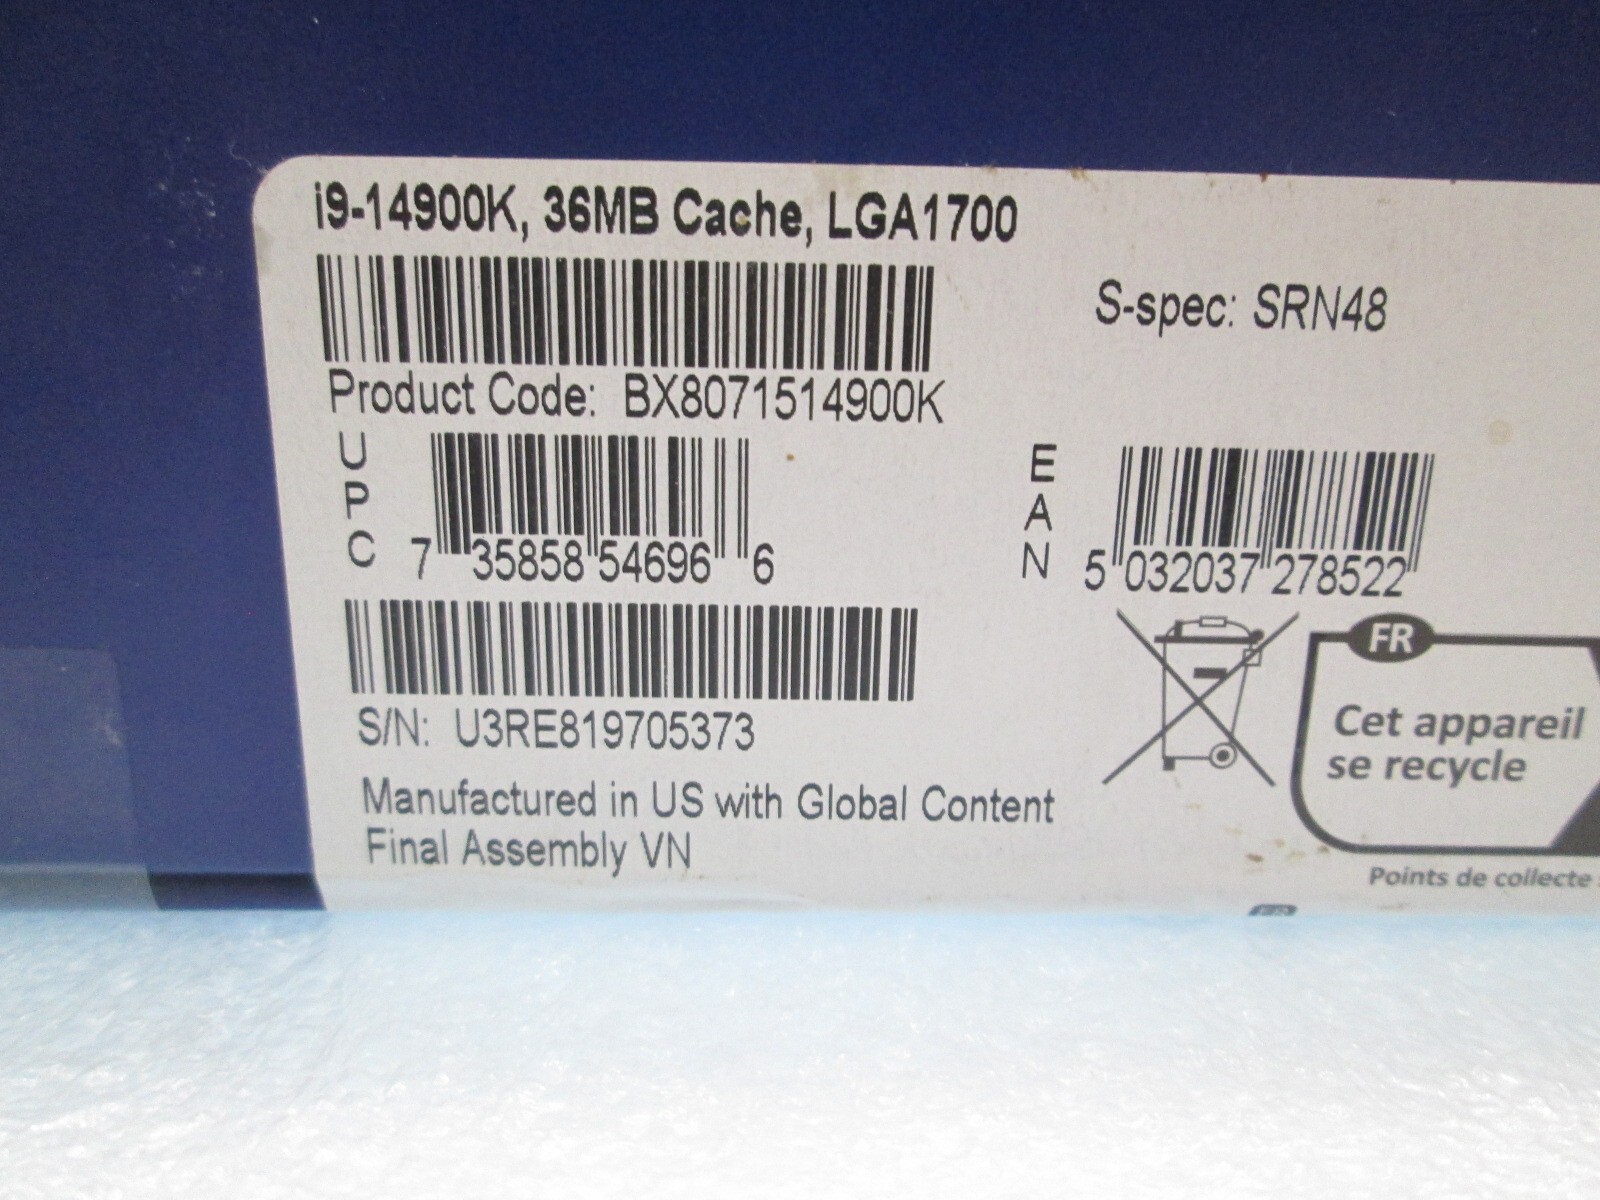 i9-14900K, 36MB Cache, LGA1700
S-spec: SRN48
Product Code: BX8071514900K
UPC
7 35858 54696 6
EAN
5 032037 278522
S/N: U3RE819705373
Manufactured in US with Global Content
Final Assembly VN
FR
Cet appareil
se recycle
Points de collecte